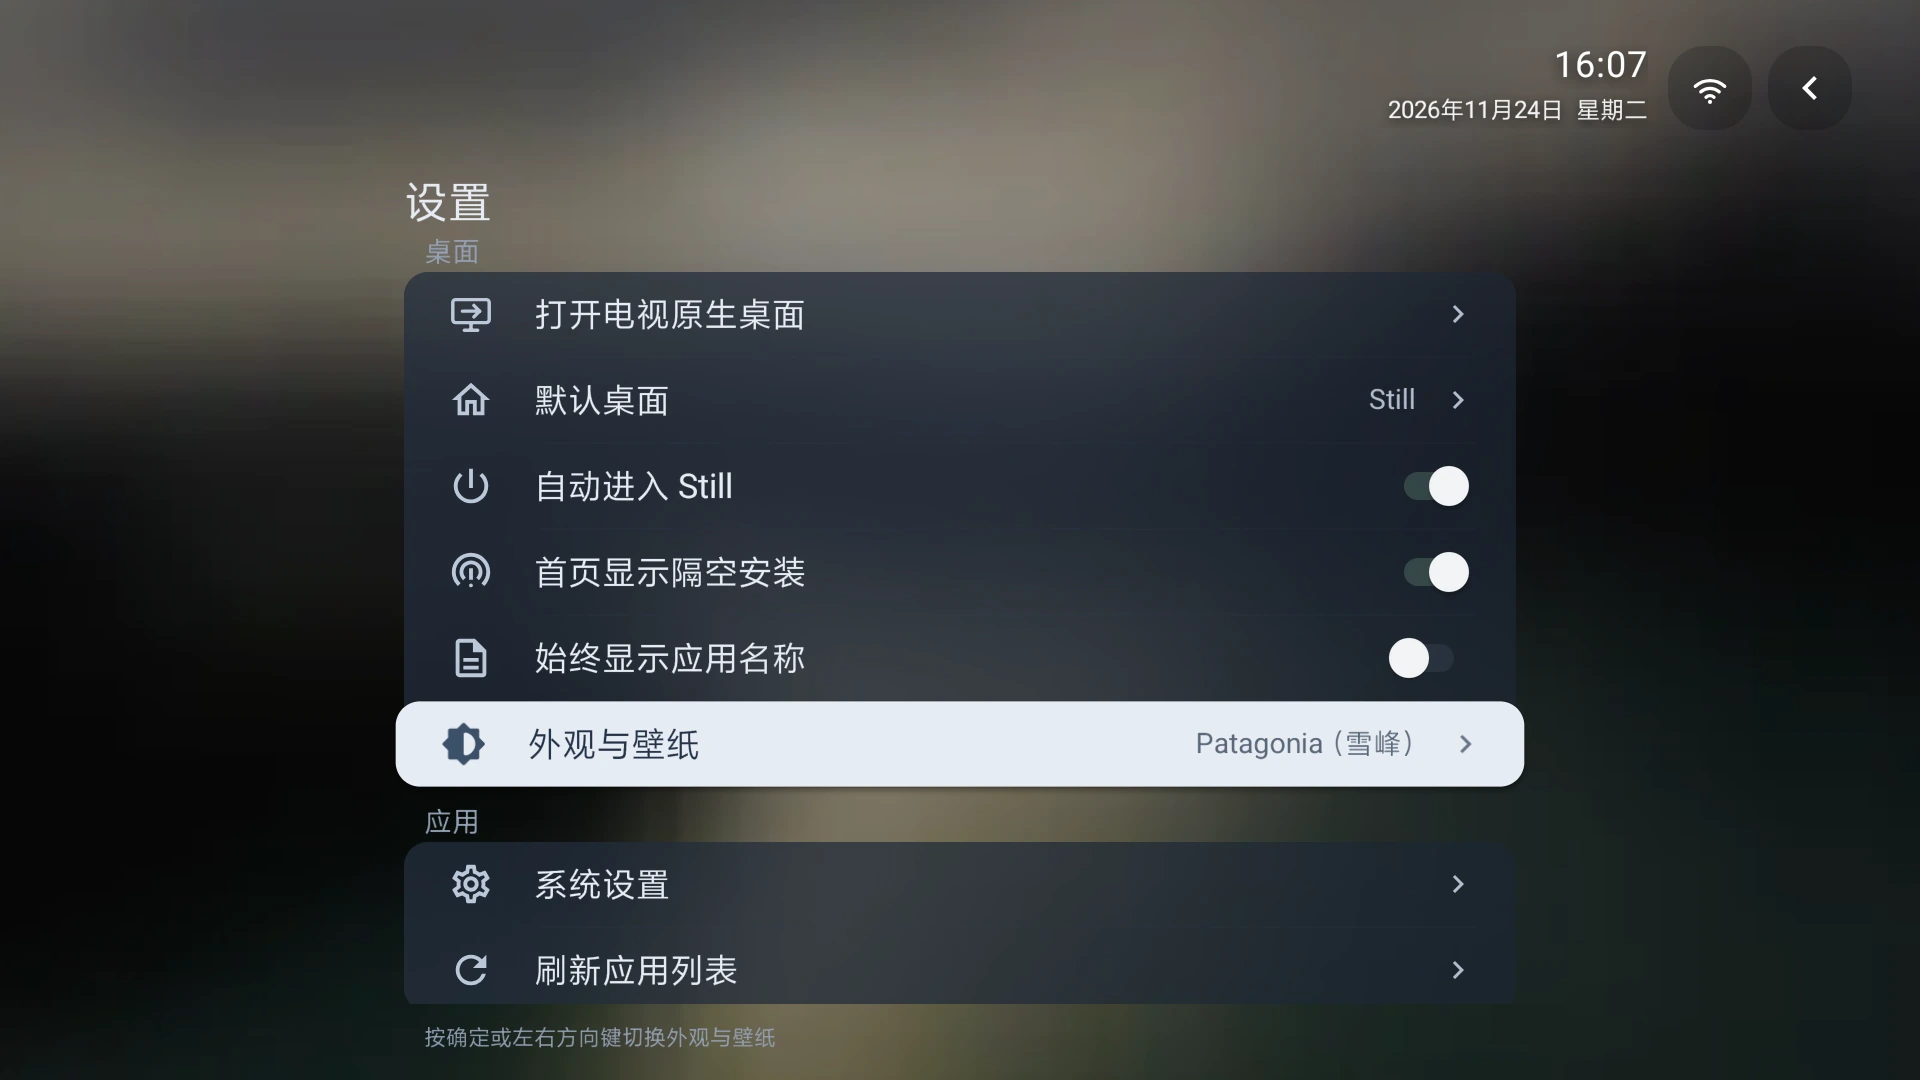 16:07
2026年11月24日 星期二
设置
桌面
打开电视原生桌面
默认桌面 Still
自动进入 Still
首页显示隔空安装
始终显示应用名称
外观与壁纸 Patagonia（雪峰）
应用
系统设置
刷新应用列表
按确定或左右方向键切换外观与壁纸